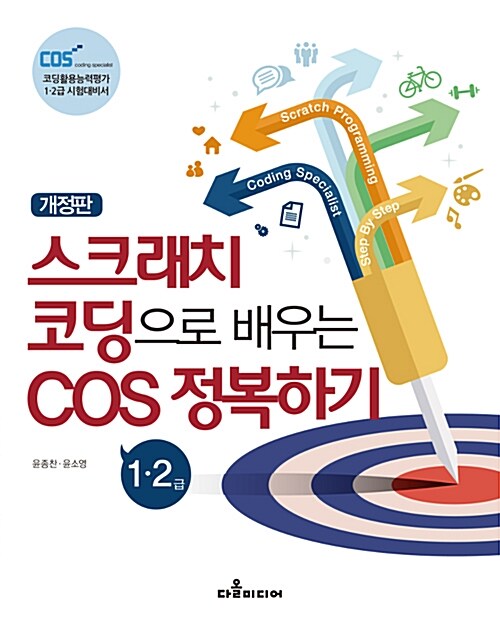 COS
coding specialist
코딩활용능력평가
1·2급 시험대비서
Scratch Programming
Coding Specialist
Step By Step
개정판
스크래치
코딩으로 배우는
COS 정복하기
윤종찬·윤소영
1·2급
다올미디어